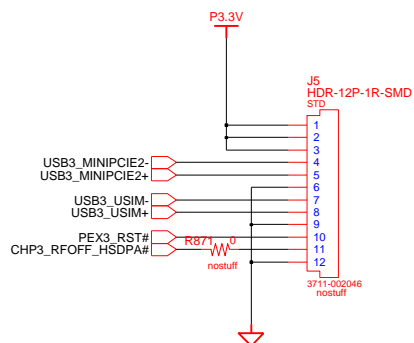 P3.3V
J5
HDR-12P-1R-SMD
STD
1
2
3
USB3_MINIPCIE2- 4
USB3_MINIPCIE2+ 5
6
USB3_USIM- 7
USB3_USIM+ 8
9
PEX3_RST# 10
R871 0
CHP3_RFOFF_HSDPA# 11
nostuff
12
3711-002046
nostuff